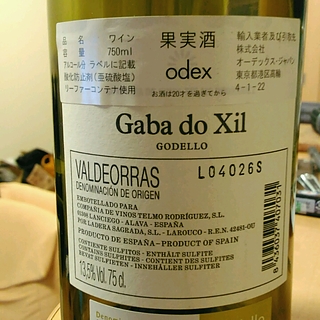 品名 ワイン
容量 750ml
アルコール分 ラベルに記載
酸化防止剤(亜硫酸塩)
リーファーコンテナ使用
果実酒
odex
お酒は20才を過ぎてから
輸入業者及び引取先
株式会社
オーデックス・ジャパン
東京都港区高輪
4-1-22
Gaba do Xil
GODELLO
VALDEORRAS
DENOMINACIÓN DE ORIGEN
L04026S
EMBOTELLADO PARA
COMPAÑIA DE VINOS TELMO RODRÍGUEZ, S.L.
01308 LANCIEGO - ÁLAVA - ESPAÑA
POR LADERA SAGRADA, S.L. - LAROUCO - R.E.N. 42481-OU
PRODUCTO DE ESPAÑA - PRODUCT OF SPAIN
CONTIENE SULFITOS - ENTHÄLT SULFITE
CONTAINS SULPHITES - CONTIENT DES SULFITES
BEVAT SULFIETEN - INNEHÅLLER SULFITER
13,5% Vol. 75 cl.